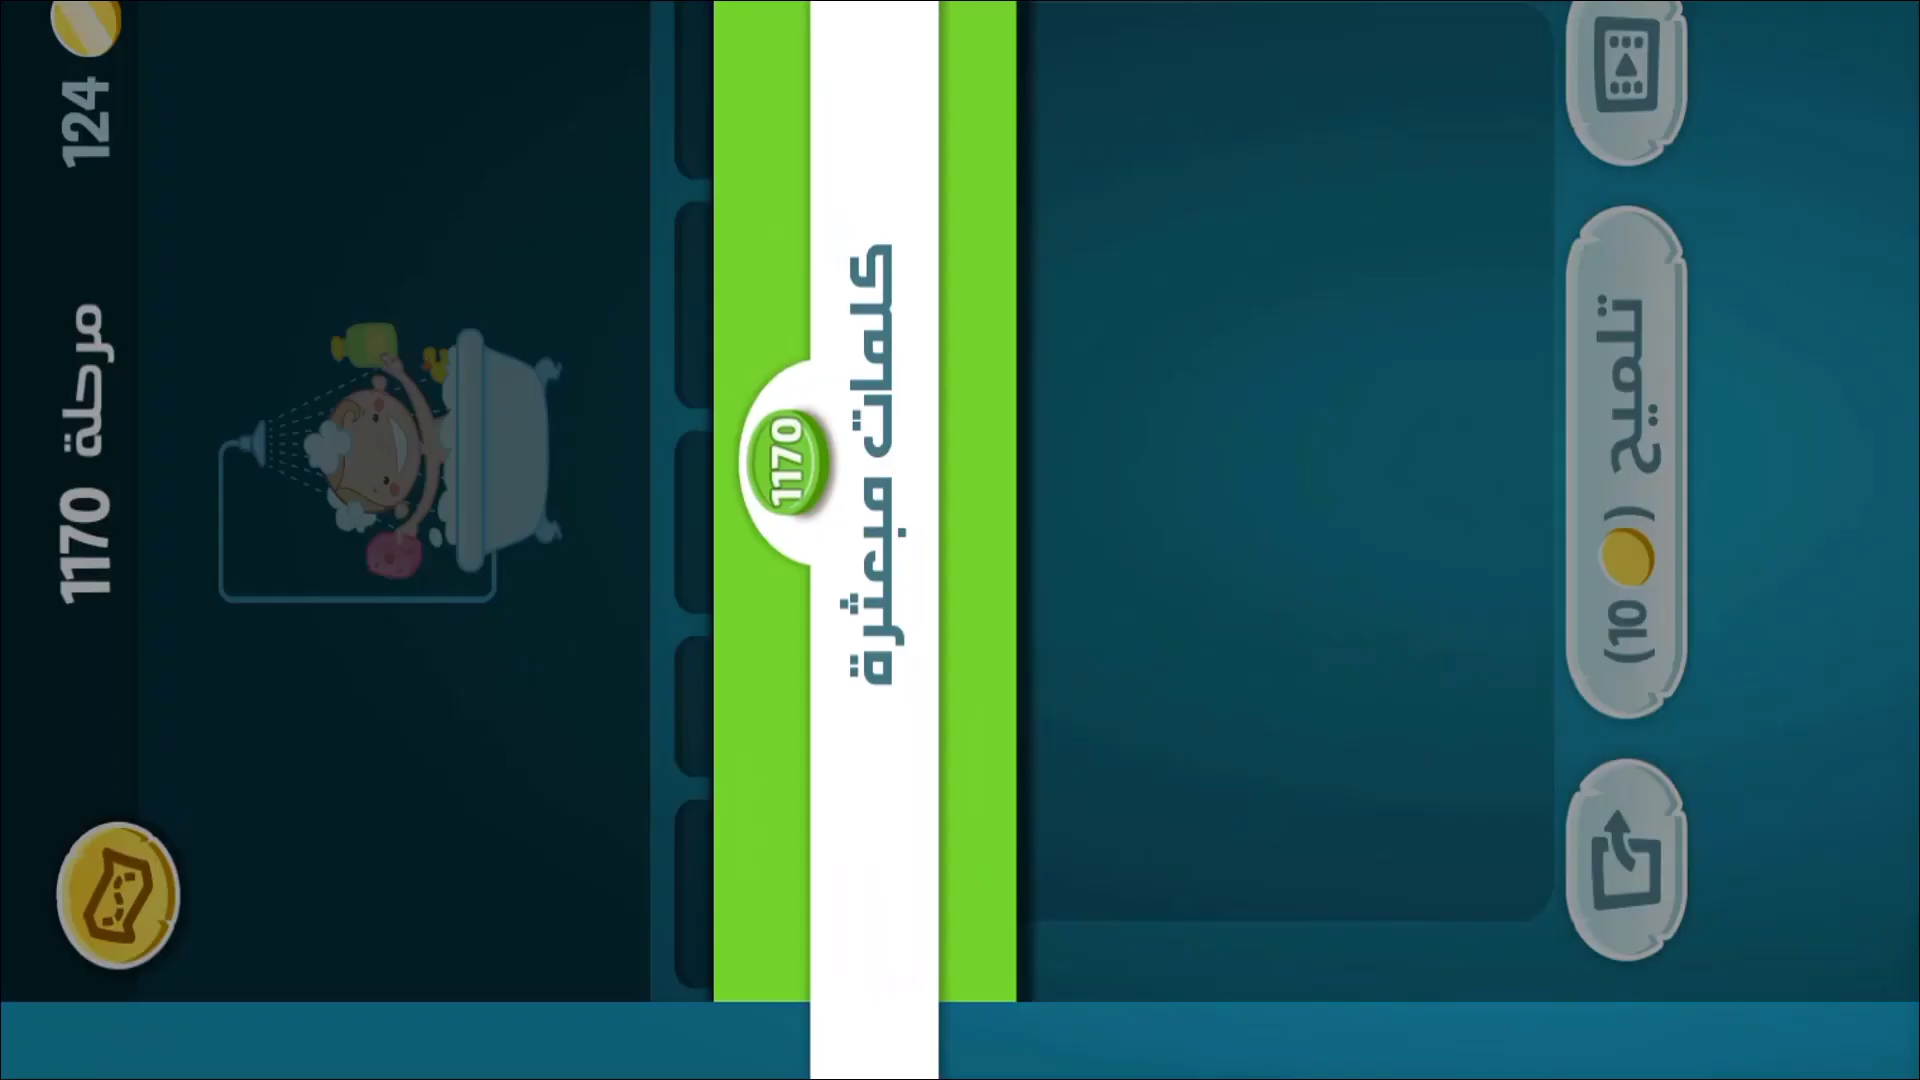 124
مرحلة 1170
1170
كلمات مبعثرة
تلميح (10)